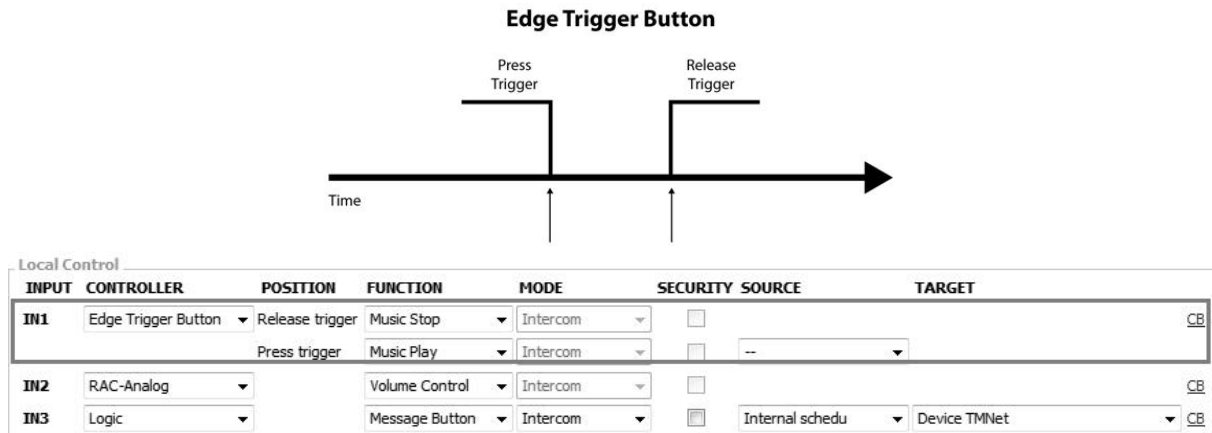 Edge Trigger Button
Press
Trigger
Release
Trigger
Time
Local Control
INPUT CONTROLLER POSITION FUNCTION MODE SECURITY SOURCE TARGET
IN1 Edge Trigger Button Release trigger Music Stop Intercom CB
Press trigger Music Play Intercom --
IN2 RAC-Analog Volume Control Intercom CB
IN3 Logic Message Button Intercom Internal schedu Device TMNet CB